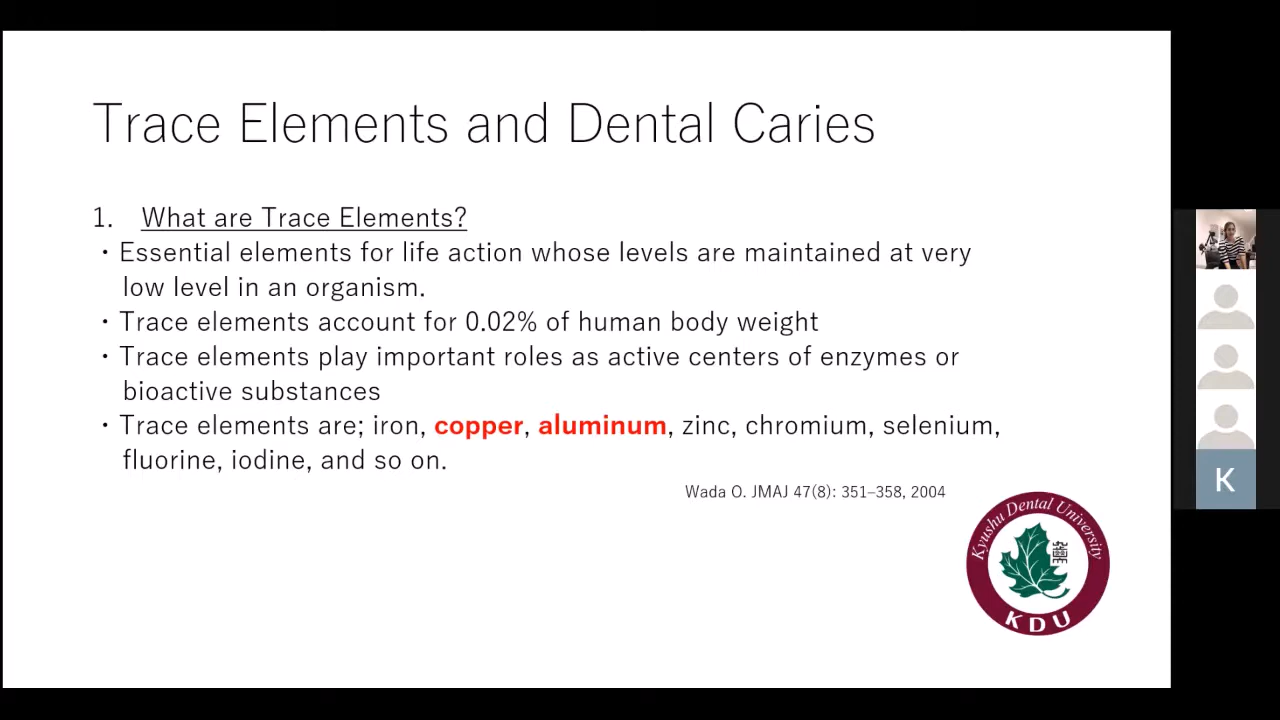 Trace Elements and Dental Caries
1. What are Trace Elements?
・Essential elements for life action whose levels are maintained at very
low level in an organism.
・Trace elements account for 0.02% of human body weight
・Trace elements play important roles as active centers of enzymes or
bioactive substances
・Trace elements are; iron, copper, aluminum, zinc, chromium, selenium,
fluorine, iodine, and so on.
Wada O. JMAJ 47(8): 351–358, 2004
Kyushu Dental University
KDU
K